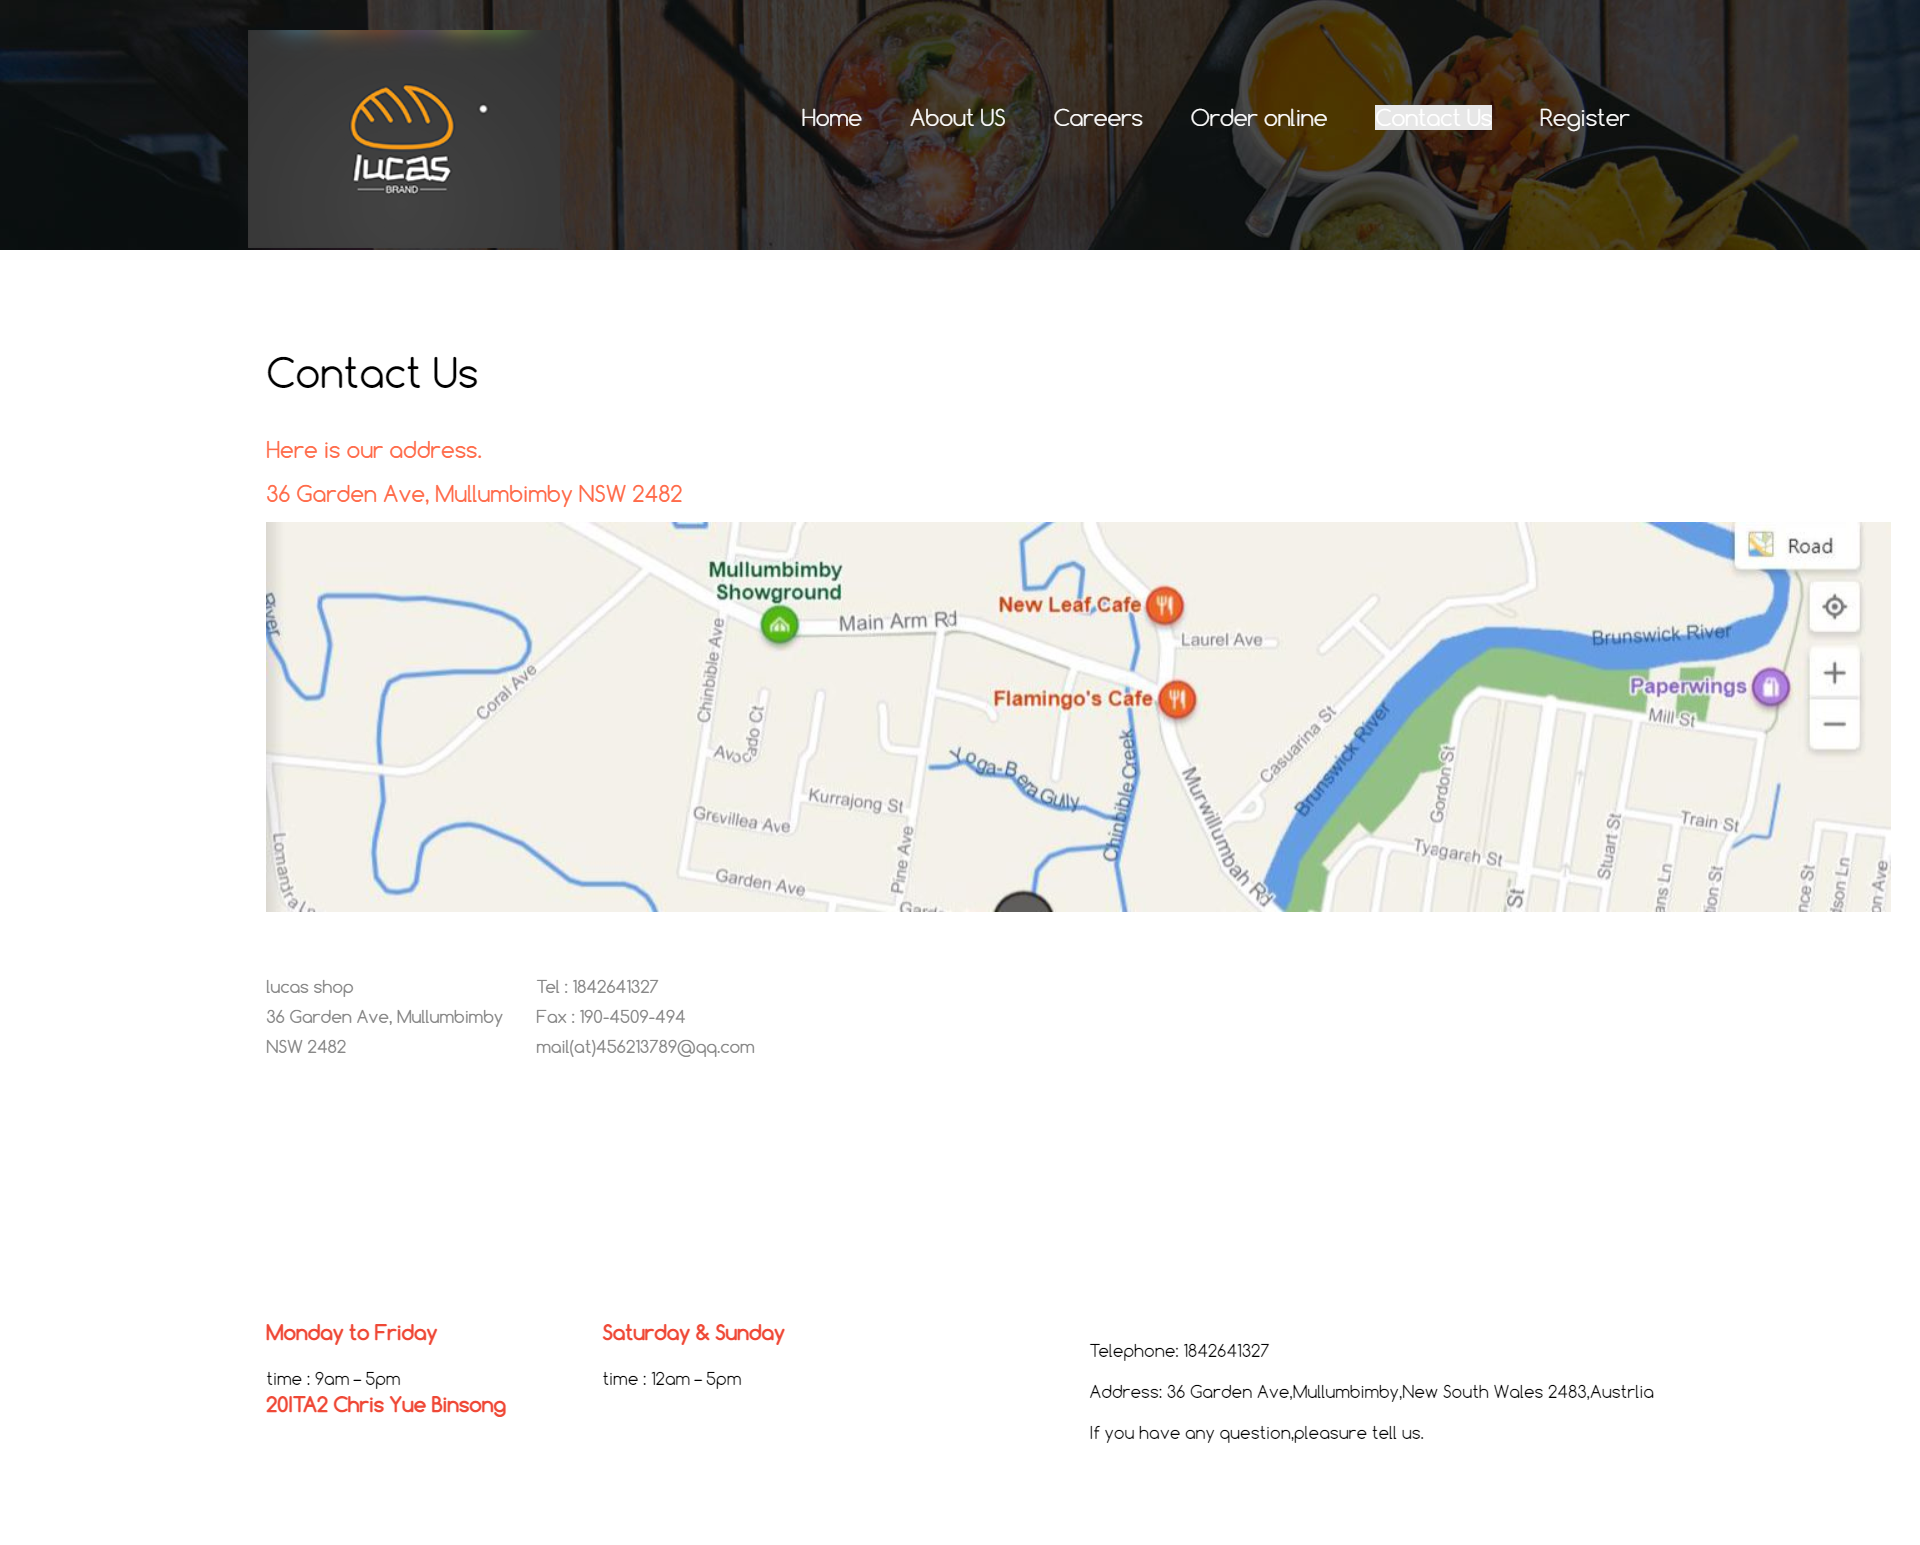 lucas
BRAND
Home
About US
Careers
Order online
Contact Us
Register
Contact Us
Here is our address.
36 Garden Ave, Mullumbimby NSW 2482
Road
Mullumbimby
Showground
Main Arm Rd
New Leaf Cafe
Laurel Ave
Brunswick River
River
Coral Ave
Chinbible Ave
Flamingo's Cafe
Paperwings
Mill St
Avocado Ct
Yoga-Bera Gully
Chinbible Creek
Casuarina St
Brunswick River
Gordon St
Kurrajong St
Grevillea Ave
Murwillumbah Rd
Train St
Tyagarah St
Stuart St
Lomandra Ln
Garden Ave
Pine Ave
St
lucas shop
36 Garden Ave, Mullumbimby
NSW 2482
Tel : 1842641327
Fax : 190-4509-494
mail(at)456213789@qq.com
Monday to Friday
time : 9am – 5pm
20ITA2 Chris Yue Binsong
Saturday & Sunday
time : 12am – 5pm
Telephone: 1842641327
Address: 36 Garden Ave,Mullumbimby,New South Wales 2483,Austrlia
If you have any question,pleasure tell us.